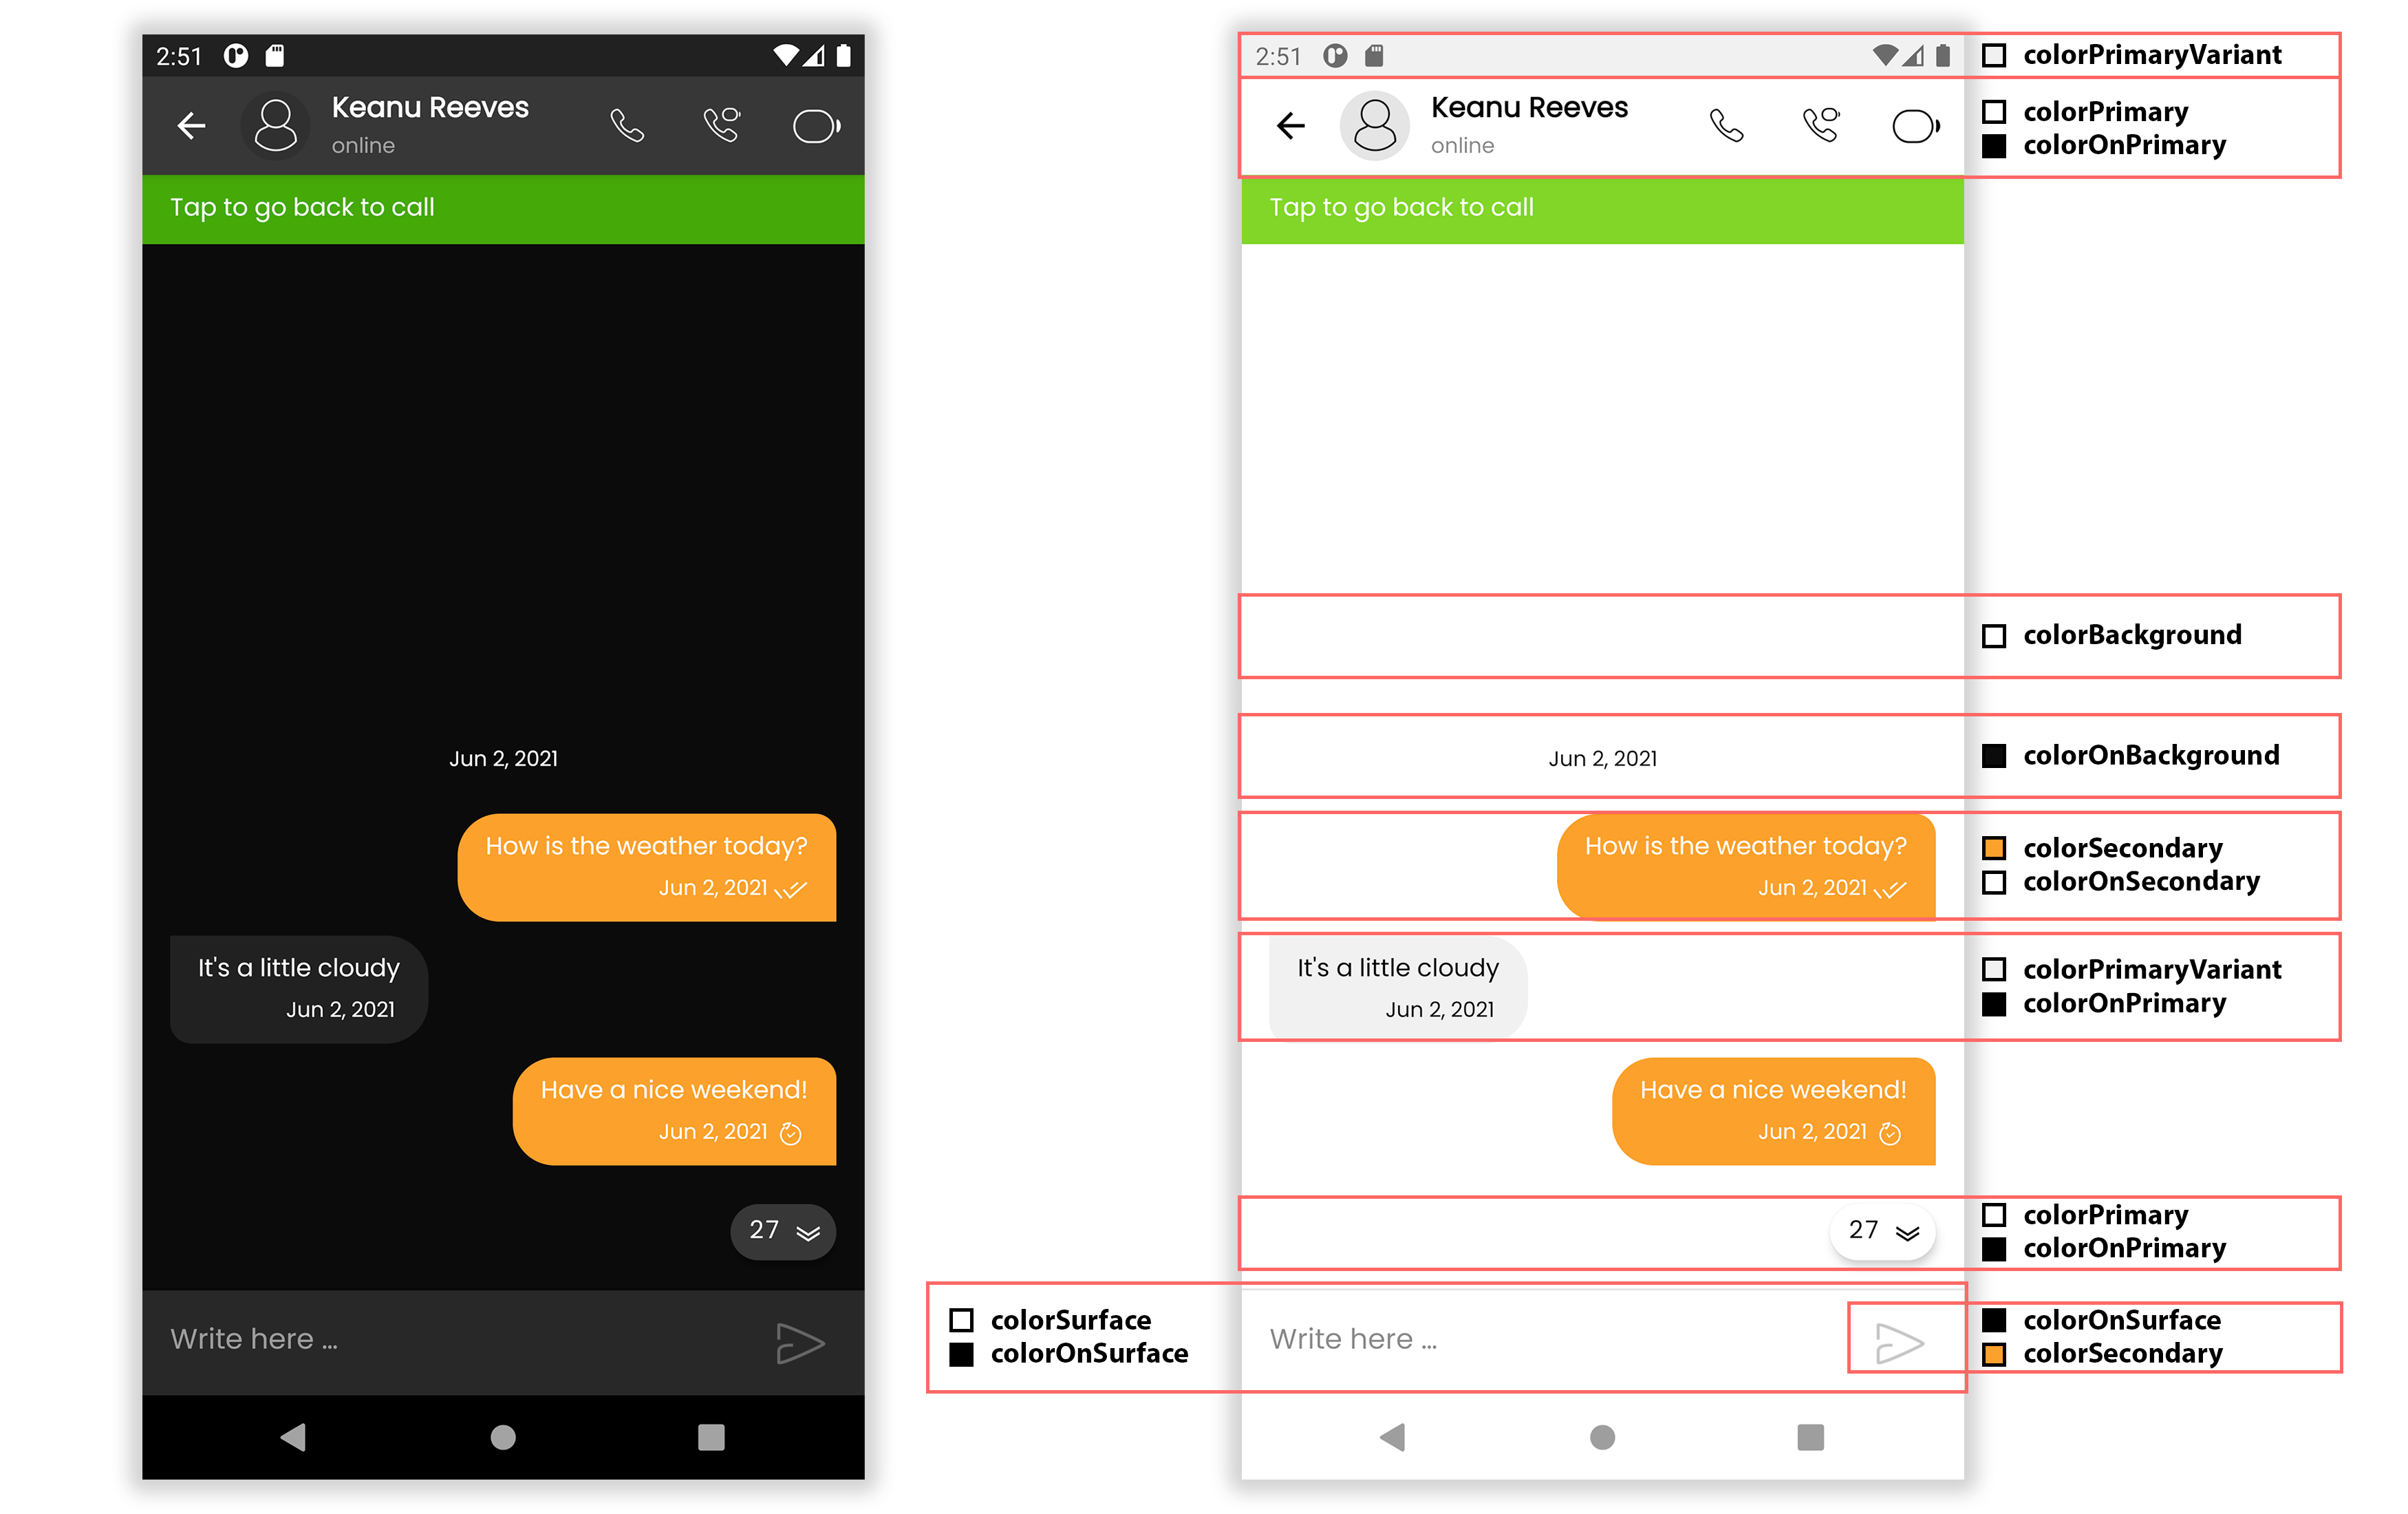 2:51
Keanu Reeves
online
Tap to go back to call
Jun 2, 2021
How is the weather today?
Jun 2, 2021
It's a little cloudy
Jun 2, 2021
Have a nice weekend!
Jun 2, 2021
27
Write here ...
2:51
colorPrimaryVariant
Keanu Reeves
online
colorPrimary
colorOnPrimary
Tap to go back to call
colorBackground
Jun 2, 2021
colorOnBackground
How is the weather today?
Jun 2, 2021
colorSecondary
colorOnSecondary
It's a little cloudy
Jun 2, 2021
colorPrimaryVariant
colorOnPrimary
Have a nice weekend!
Jun 2, 2021
27
colorPrimary
colorOnPrimary
colorSurface
colorOnSurface
Write here ...
colorOnSurface
colorSecondary